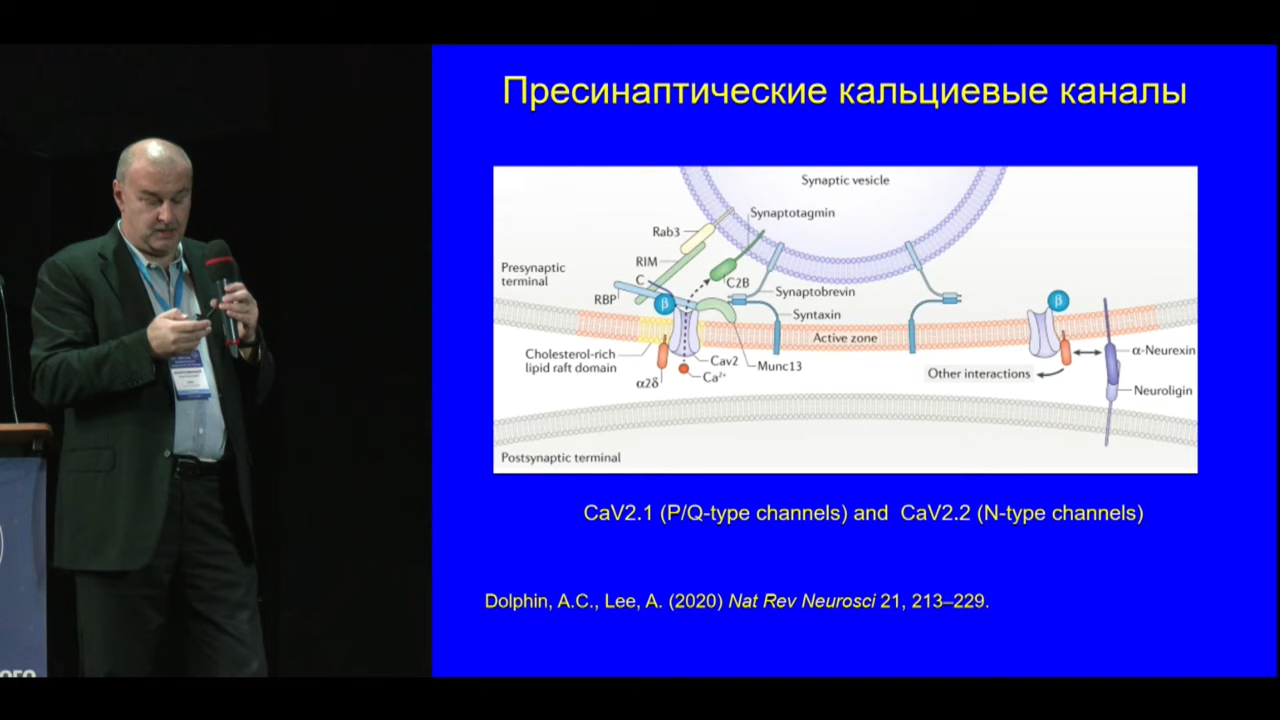 Пресинаптические кальциевые каналы
Synaptic vesicle
Synaptotagmin
Rab3
RIM
Presynaptic
terminal
C
C2B
RBP
β
Synaptobrevin
β
Syntaxin
Active zone
Cholesterol-rich
lipid raft domain
Cav2
Munc13
α2δ
Ca²⁺
Other interactions
α-Neurexin
Neuroligin
Postsynaptic terminal
CaV2.1 (P/Q-type channels) and CaV2.2 (N-type channels)
Dolphin, A.C., Lee, A. (2020) Nat Rev Neurosci 21, 213–229.